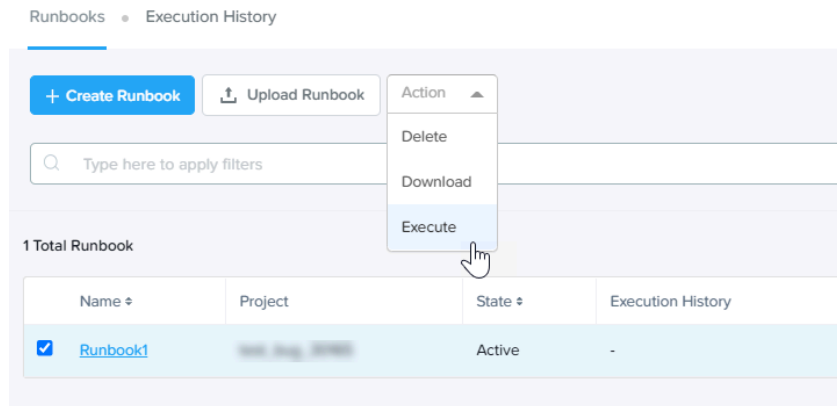 Runbooks • Execution History
+ Create Runbook Upload Runbook Action
Delete
Type here to apply filters
Download
Execute
1 Total Runbook
Name Project State Execution History
Runbook1 Active -